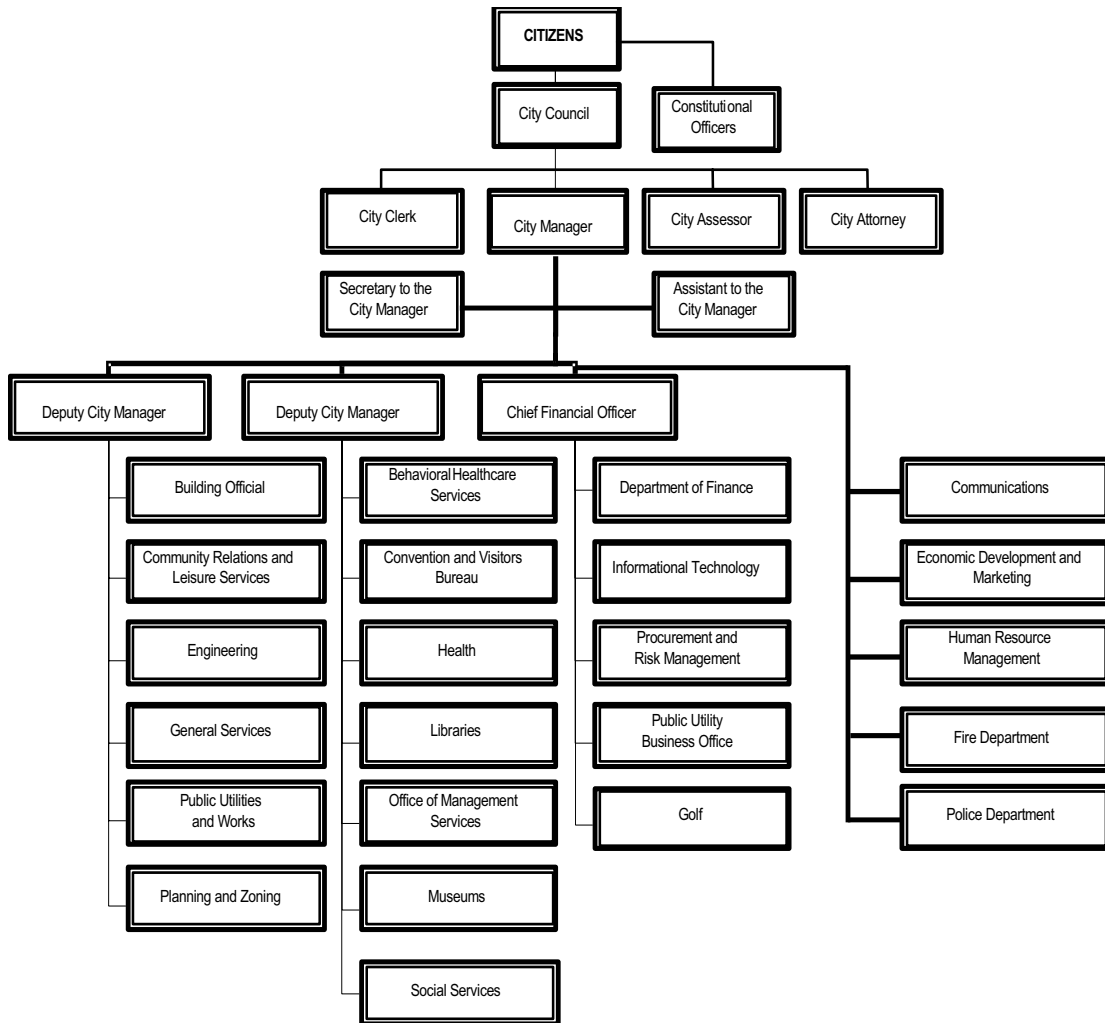 CITIZENS
City Council
Constitutional
Officers
City Clerk
City Manager
City Assessor
City Attorney
Secretary to the
City Manager
Assistant to the
City Manager
Deputy City Manager
Deputy City Manager
Chief Financial Officer
Building Official
Community Relations and
Leisure Services
Engineering
General Services
Public Utilities
and Works
Planning and Zoning
Behavioral Healthcare
Services
Convention and Visitors
Bureau
Health
Libraries
Office of Management
Services
Museums
Social Services
Department of Finance
Informational Technology
Procurement and
Risk Management
Public Utility
Business Office
Golf
Communications
Economic Development and
Marketing
Human Resource
Management
Fire Department
Police Department